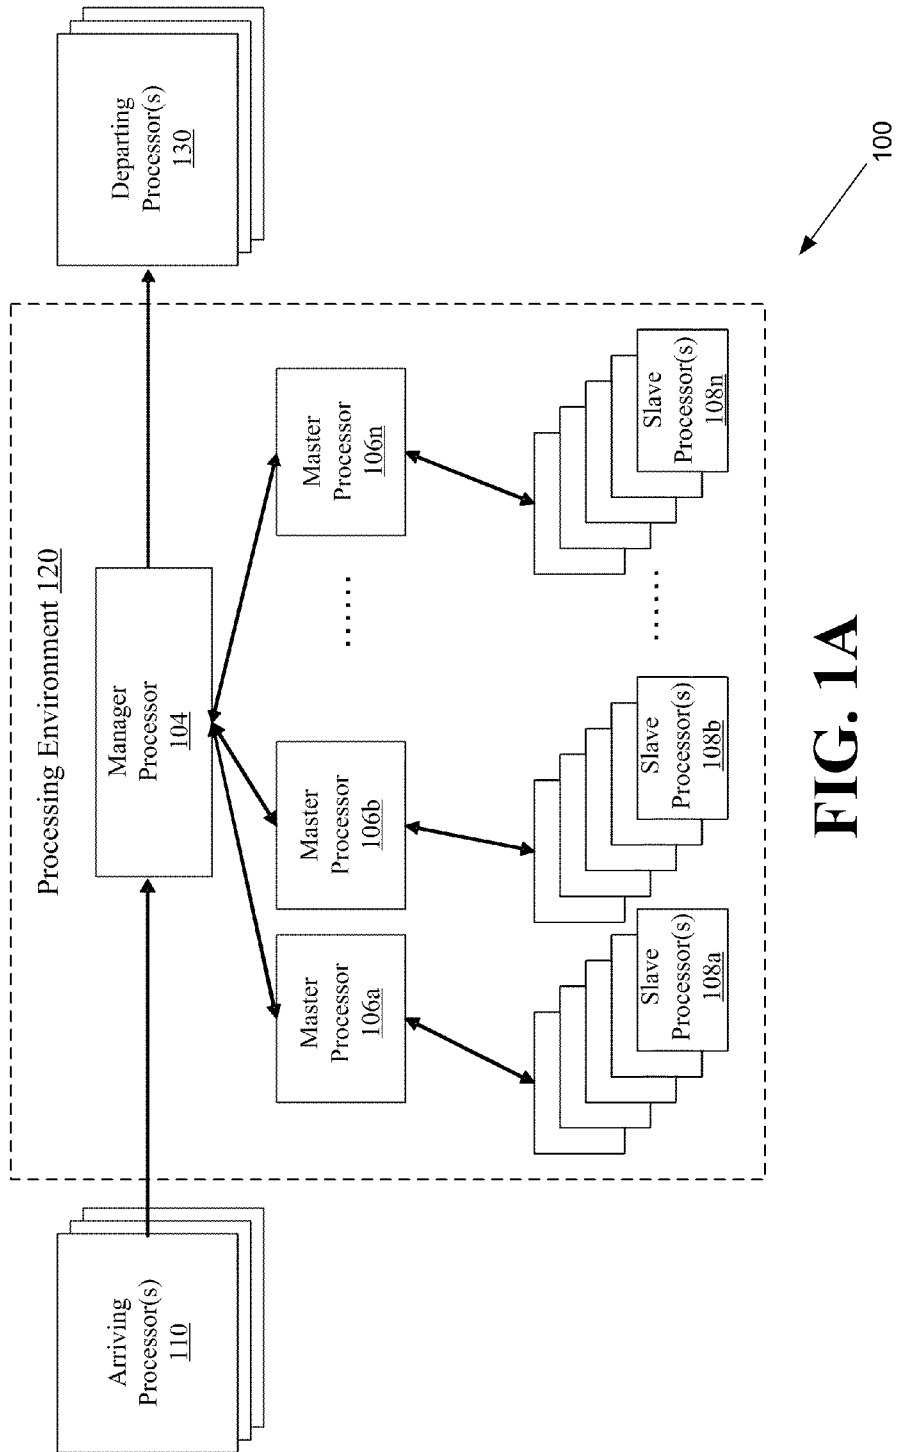 Processing Environment 120
Arriving
Processor(s)
110
Manager
Processor
104
Departing
Processor(s)
130
Master
Processor
106a
Master
Processor
106b
......
Master
Processor
106n
Slave
Processor(s)
108a
Slave
Processor(s)
108b
......
Slave
Processor(s)
108n
100
FIG. 1A